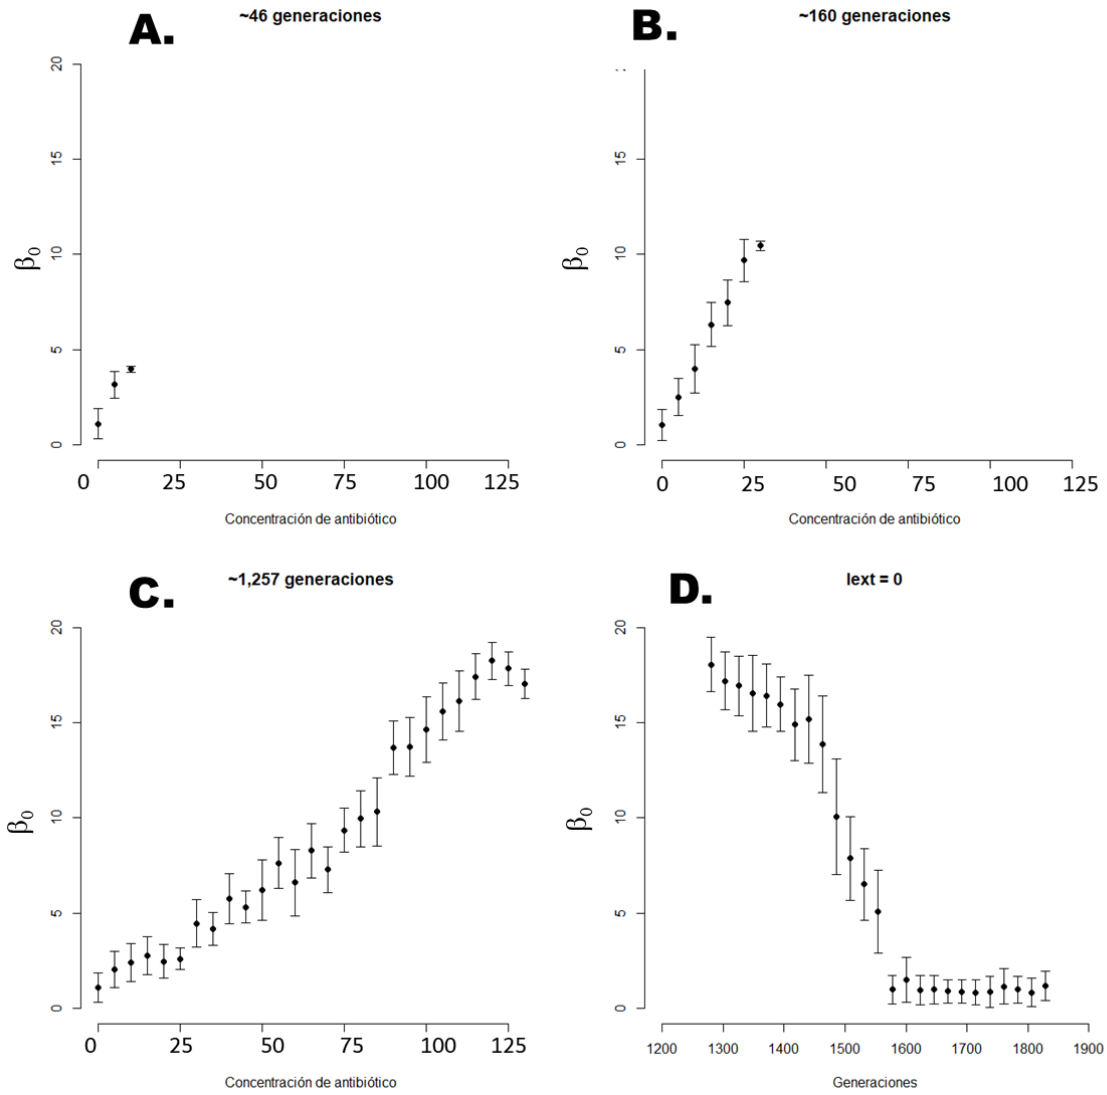 A.
~46 generaciones
20
15
10
5
0
β0
0 25 50 75 100 125
Concentración de antibiótico
B.
~160 generaciones
15
10
5
0
β0
0 25 50 75 100 125
Concentración de antibiótico
C.
~1,257 generaciones
20
15
10
5
0
β0
0 25 50 75 100 125
Concentración de antibiótico
D.
lext = 0
20
15
10
5
0
β0
1200 1300 1400 1500 1600 1700 1800 1900
Generaciones